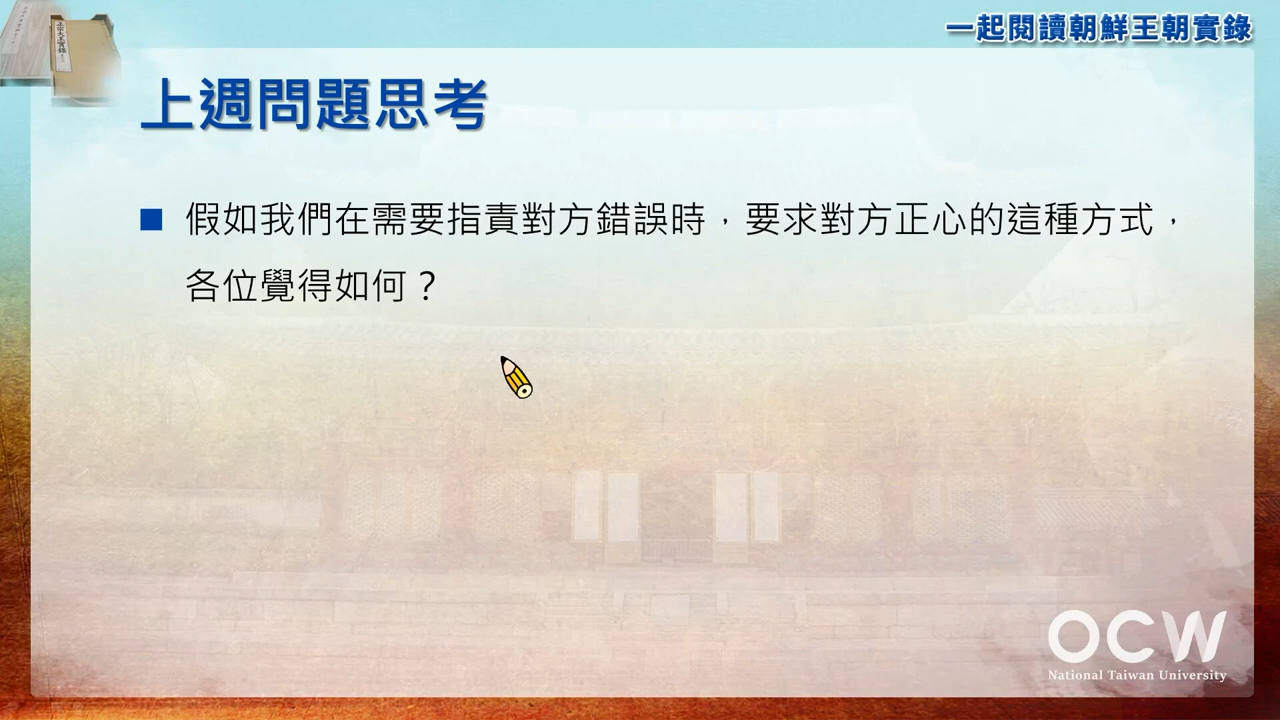 一起閱讀朝鮮王朝實錄
上週問題思考
假如我們在需要指責對方錯誤時，要求對方正心的這種方式，
各位覺得如何？
OCW
National Taiwan University